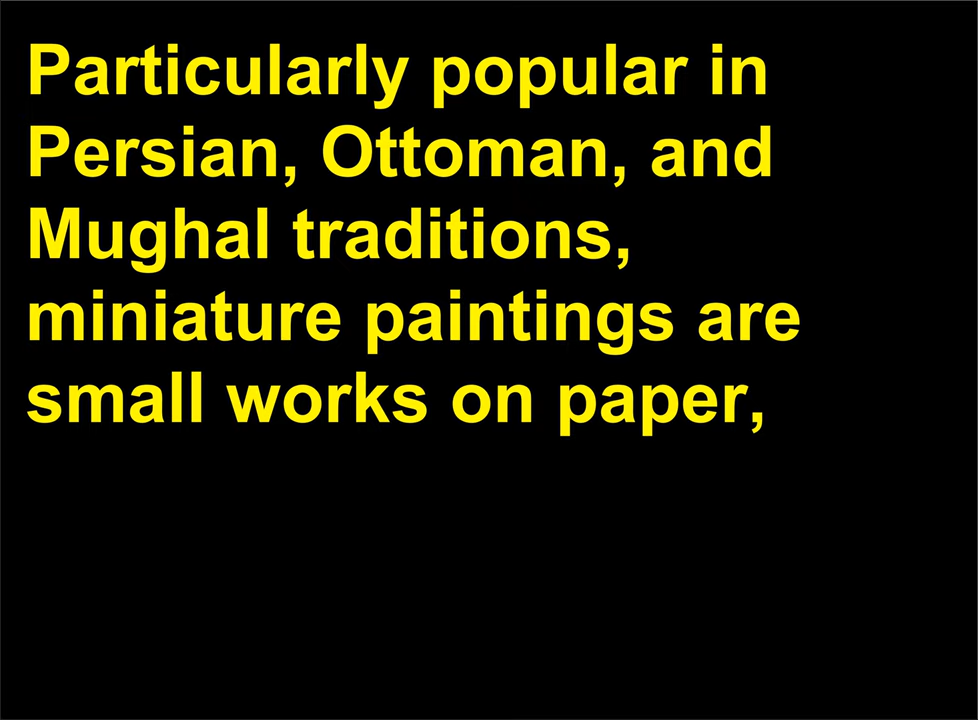 Particularly popular in
Persian, Ottoman, and
Mughal traditions,
miniature paintings are
small works on paper,